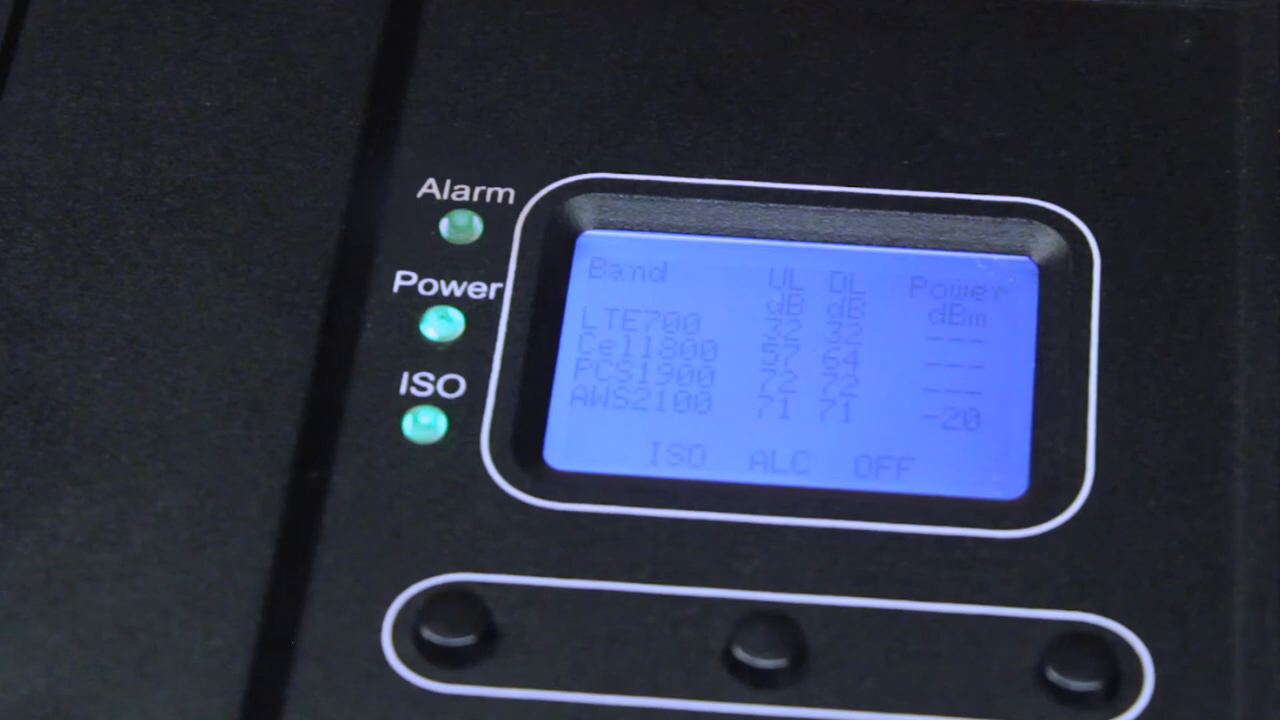 Alarm
Power
ISO
Band UL DL Power
dB dB dBm
LTE700 32 32 ---
Cell800 57 64 ---
PCS1900 72 72 ---
AWS2100 71 71 -20
ISO ALC OFF